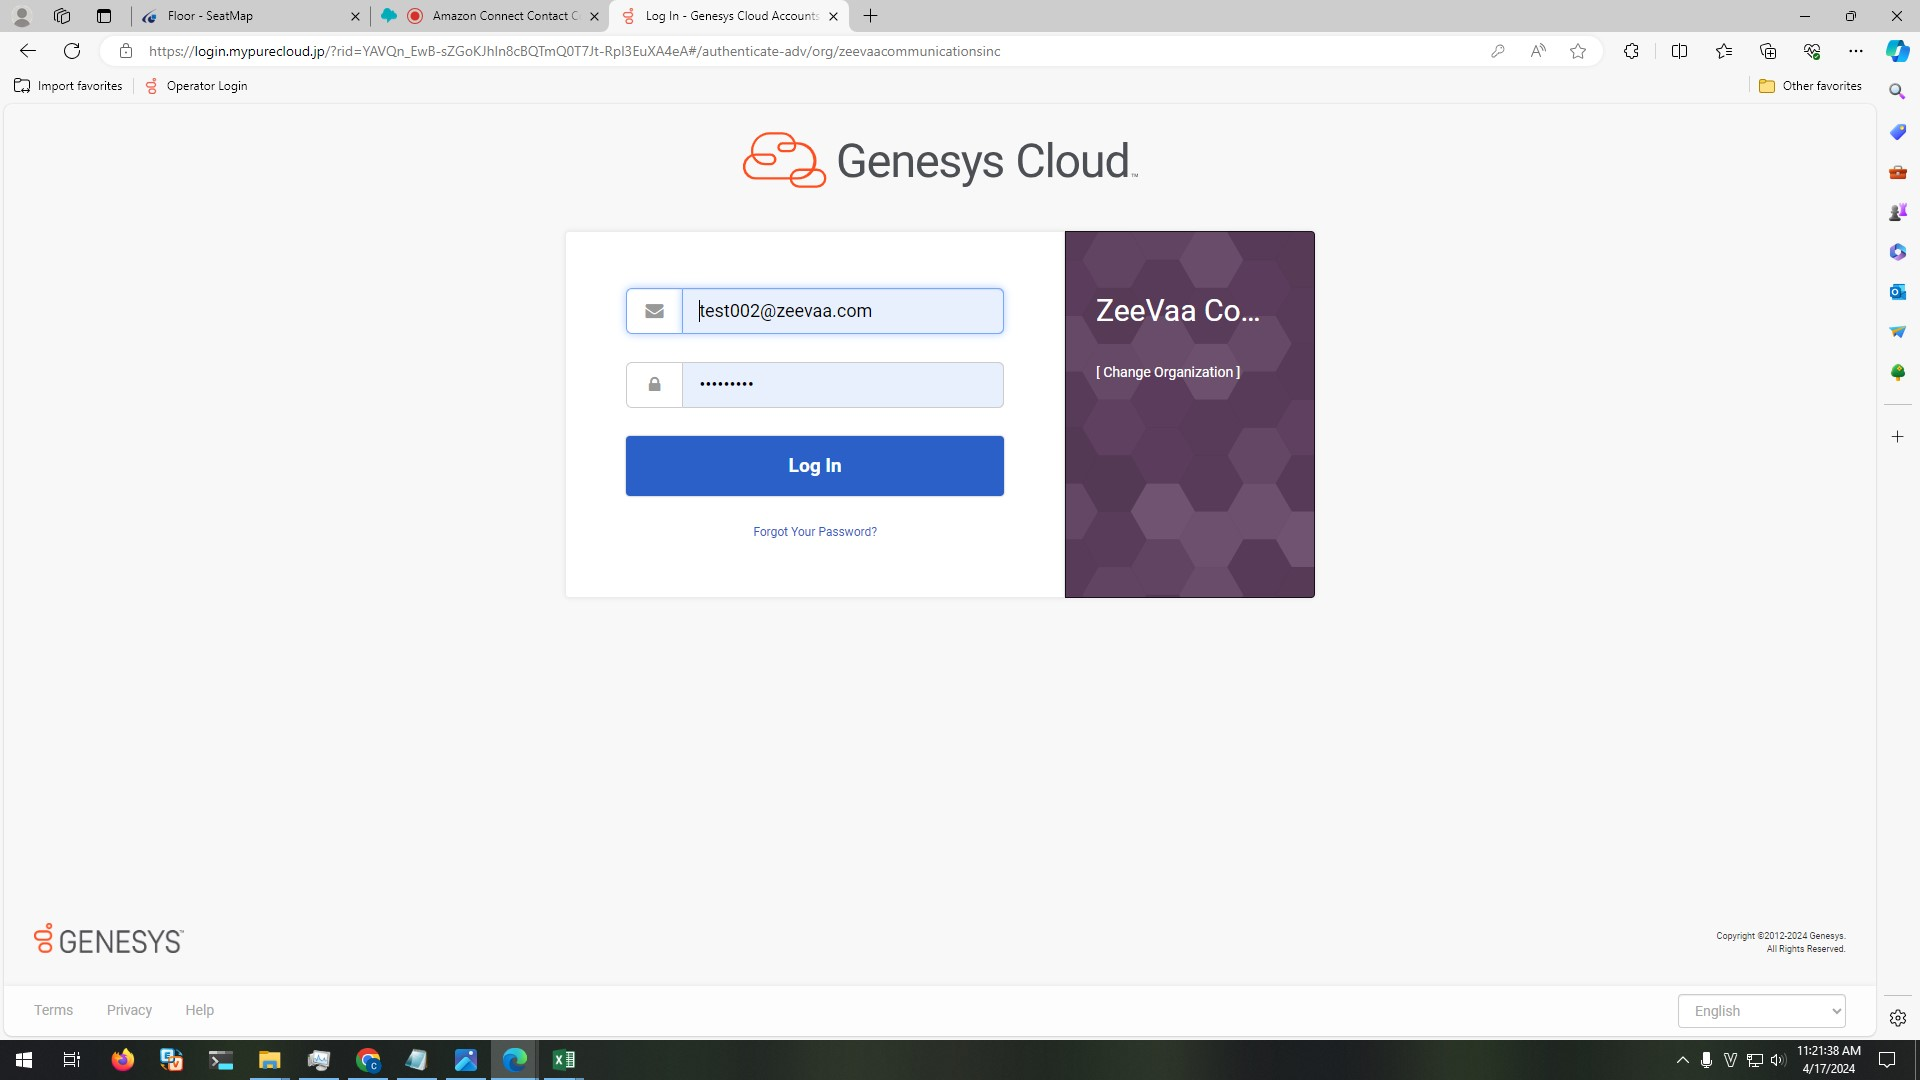 Floor - SeatMap
Amazon Connect Contact C
Log In - Genesys Cloud Accounts
https://login.mypurecloud.jp/?rid=YAVQn_EwB-sZGoKJhIn8cBQTmQ0T7Jt-RpI3EuXA4eA#/authenticate-adv/org/zeevaacommunicationsinc
Import favorites
Operator Login
Other favorites
Genesys Cloud™
test002@zeevaa.com
•••••••••
Log In
Forgot Your Password?
ZeeVaa Co...
[ Change Organization ]
GENESYS™
Copyright ©2012-2024 Genesys.
All Rights Reserved.
Terms
Privacy
Help
English
11:21:38 AM
4/17/2024